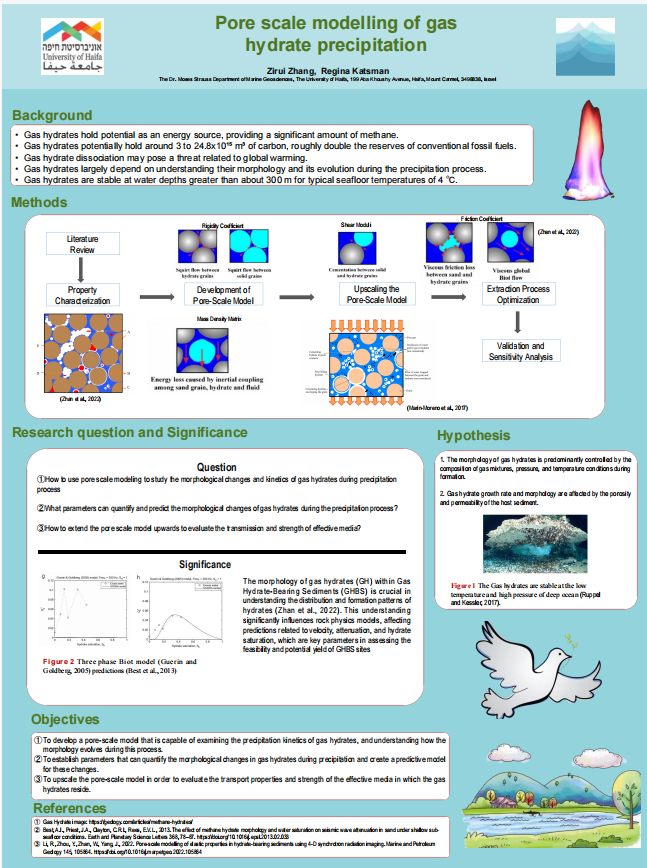 אוניברסיטת חיפה
University of Haifa
جامعة حيفا
Pore scale modelling of gas
hydrate precipitation
Zirui Zhang, Regina Katsman
The Dr. Moses Strauss Department of Marine Geosciences, The University of Haifa, 199 Aba Khoushy Avenue, Haifa, Mount Carmel, 3498838, Israel
Background
• Gas hydrates hold potential as an energy source, providing a significant amount of methane.
• Gas hydrates potentially hold around 3 to 24.8x10¹⁵ m³ of carbon, roughly double the reserves of conventional fossil fuels.
• Gas hydrate dissociation may pose a threat related to global warming.
• Gas hydrates largely depend on understanding their morphology and its evolution during the precipitation process.
• Gas hydrates are stable at water depths greater than about 300 m for typical seafloor temperatures of 4 °C.
Methods
Literature
Review
Property
Characterization
(Zhan et al., 2022)
Rigidity Coefficient
Squirt flow between
hydrate grains
Squirt flow between
solid grains
Development of
Pore-Scale Model
Mass Density Matrix
Energy loss caused by inertial coupling
among sand grain, hydrate and fluid
Shear Moduli
Cementation between solid
and hydrate grains
Upscaling the
Pore-Scale Model
(Marín-Moreno et al., 2017)
Friction Coefficient
(Zhan et al., 2022)
Viscous friction loss
between sand and
hydrate grains
Viscous global
Biot flow
Extraction Process
Optimization
Validation and
Sensitivity Analysis
Research question and Significance
Question
①How to use pore scale modeling to study the morphological changes and kinetics of gas hydrates during precipitation
process
②What parameters can quantify and predict the morphological changes of gas hydrates during the precipitation process?
③How to extend the pore scale model upwards to evaluate the transmission and strength of effective media?
Significance
g
h
Figure 2 Three phase Biot model (Guerin and
Goldberg, 2005) predictions (Best et al., 2013)
The morphology of gas hydrates (GH) within Gas
Hydrate-Bearing Sediments (GHBS) is crucial in
understanding the distribution and formation patterns of
hydrates (Zhan et al., 2022). This understanding
significantly influences rock physics models, affecting
predictions related to velocity, attenuation, and hydrate
saturation, which are key parameters in assessing the
feasibility and potential yield of GHBS sites
Hypothesis
1. The morphology of gas hydrates is predominantly controlled by the
composition of gas mixtures, pressure, and temperature conditions during
formation.
2. Gas hydrate growth rate and morphology are affected by the porosity
and permeability of the host sediment.
Figure 1 The Gas hydrates are stable at the low
temperature and high pressure of deep ocean (Ruppel
and Kessler, 2017).
Objectives
①To develop a pore-scale model that is capable of examining the precipitation kinetics of gas hydrates, and understanding how the
morphology evolves during this process.
②To establish parameters that can quantify the morphological changes in gas hydrates during precipitation and create a predictive model
for these changes.
③To upscale the pore-scale model in order to evaluate the transport properties and strength of the effective media in which the gas
hydrates reside.
References
① Gas Hydrate image: https://geology.com/articles/methane-hydrates/
② Best, A.I., Priest, J.A., Clayton, C.R.I., Rees, E.V.L., 2013. The effect of methane hydrate morphology and water saturation on seismic wave attenuation in sand under shallow sub-
seafloor conditions. Earth and Planetary Science Letters 368, 78–87. https://doi.org/10.1016/j.epsl.2013.02.033
③ Li, R., Zhou, Y., Zhan, W., Yang, J., 2022. Pore-scale modelling of elastic properties in hydrate-bearing sediments using 4-D synchrotron radiation imaging. Marine and Petroleum
Geology 145, 105864. https://doi.org/10.1016/j.marpetgeo.2022.105864